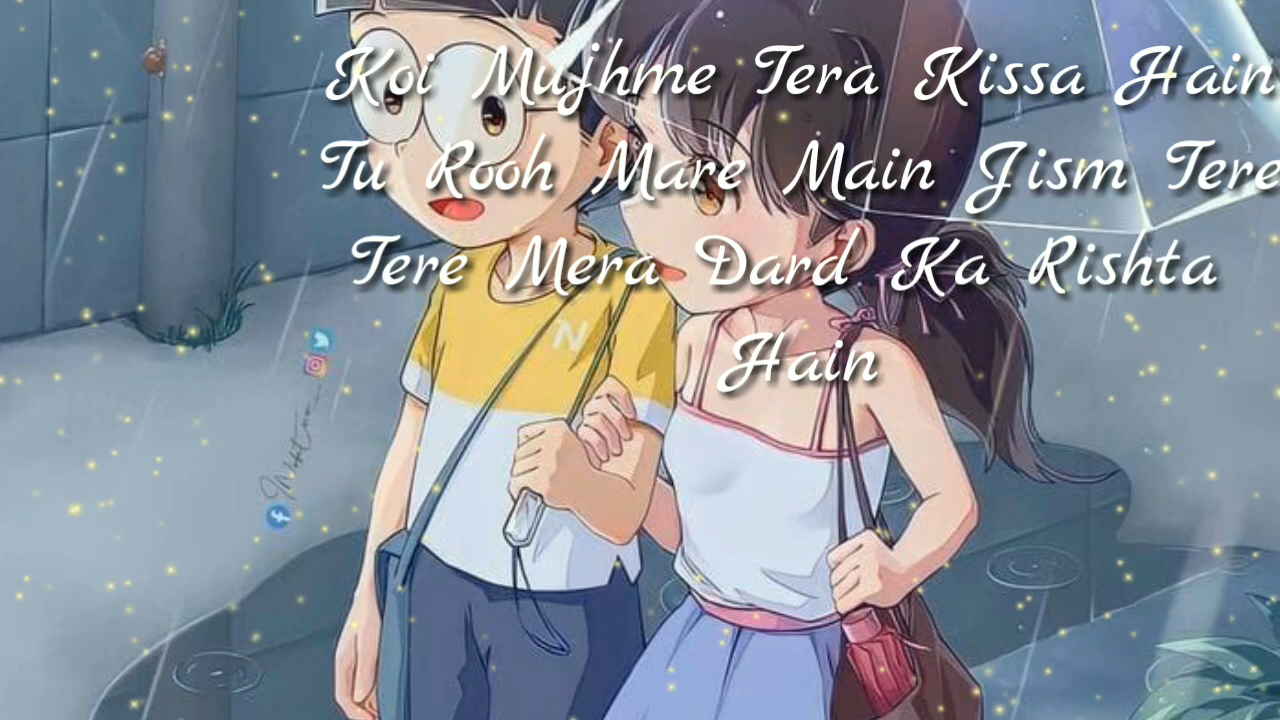 Koi Mujhme Tera Kissa Hain
Tu Rooh Mare Main Jism Tere
Tere Mera Dard Ka Rishta
Hain
N